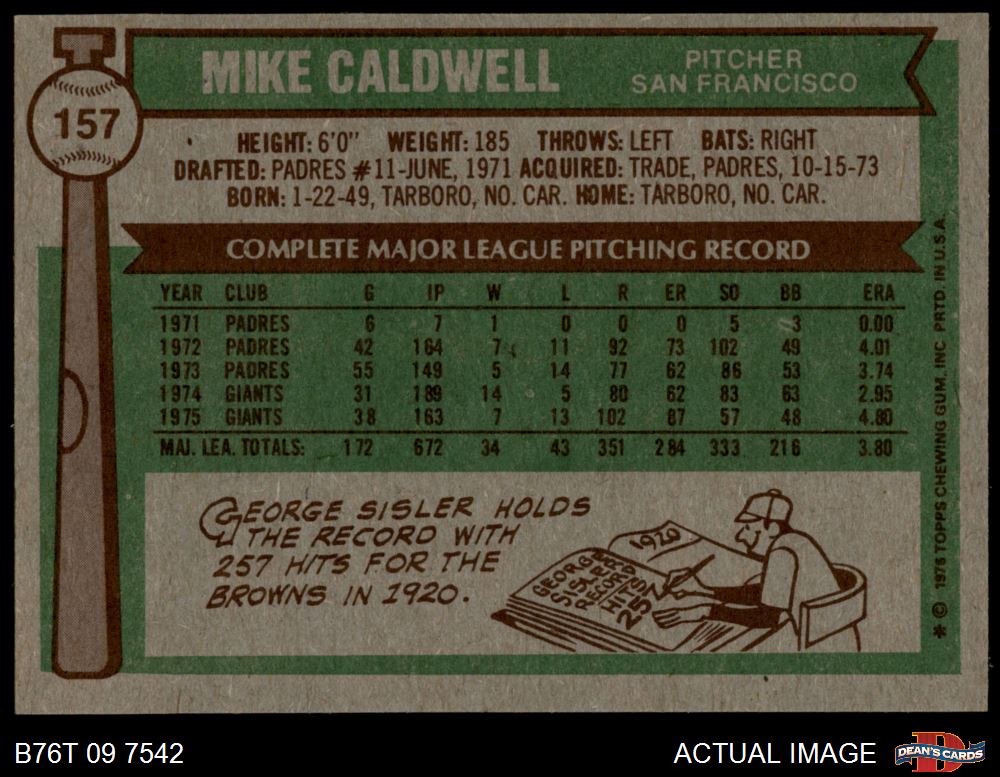 157
MIKE CALDWELL
PITCHER
SAN FRANCISCO
HEIGHT: 6'0" WEIGHT: 185 THROWS: LEFT BATS: RIGHT
DRAFTED: PADRES #11-JUNE, 1971 ACQUIRED: TRADE, PADRES, 10-15-73
BORN: 1-22-49, TARBORO, NO. CAR. HOME: TARBORO, NO. CAR.
COMPLETE MAJOR LEAGUE PITCHING RECORD
YEAR CLUB G IP W L R ER SO BB ERA
1971 PADRES 6 7 1 0 0 0 5 3 0.00
1972 PADRES 42 164 7 11 92 73 102 49 4.01
1973 PADRES 55 149 5 14 77 62 86 53 3.74
1974 GIANTS 31 189 14 5 80 62 83 63 2.95
1975 GIANTS 38 163 7 13 102 87 57 48 4.80
MAJ. LEA. TOTALS: 172 672 34 43 351 284 333 216 3.80
GEORGE SISLER HOLDS
THE RECORD WITH
257 HITS FOR THE
BROWNS IN 1920.
1920
GEORGE
SISLER
RECORD
HITS
257
* © 1976 TOPPS CHEWING GUM, INC. PRTD. IN U.S.A.
B76T 09 7542
ACTUAL IMAGE
DEAN'S CARDS